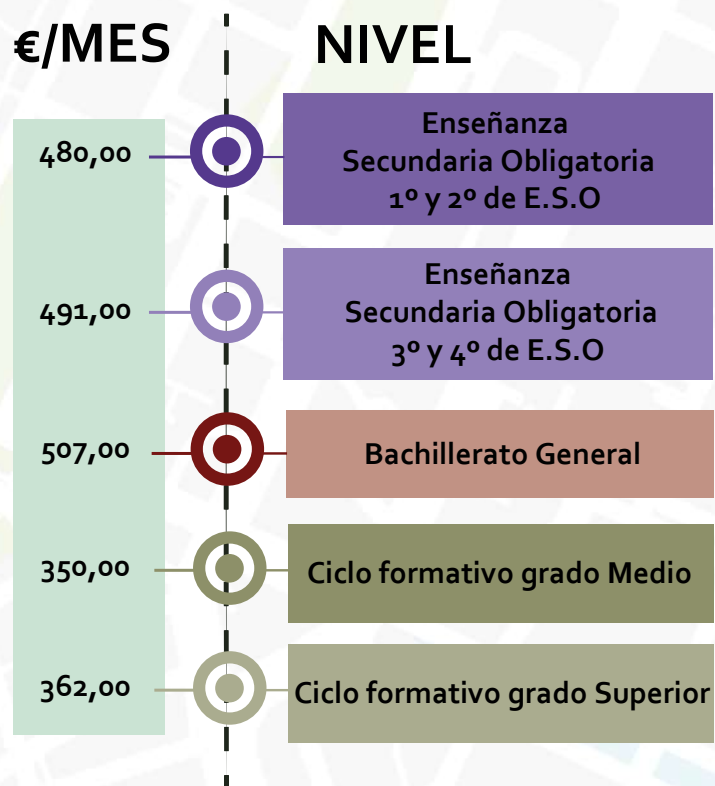 €/MES
NIVEL
480,00
Enseñanza
Secundaria Obligatoria
1º y 2º de E.S.O
491,00
Enseñanza
Secundaria Obligatoria
3º y 4º de E.S.O
507,00
Bachillerato General
350,00
Ciclo formativo grado Medio
362,00
Ciclo formativo grado Superior